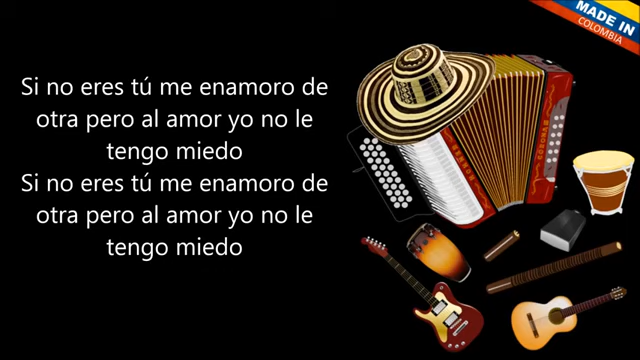 MADE IN
COLOMBIA
Si no eres tú me enamoro de
otra pero al amor yo no le
tengo miedo
Si no eres tú me enamoro de
otra pero al amor yo no le
tengo miedo
HOHNER